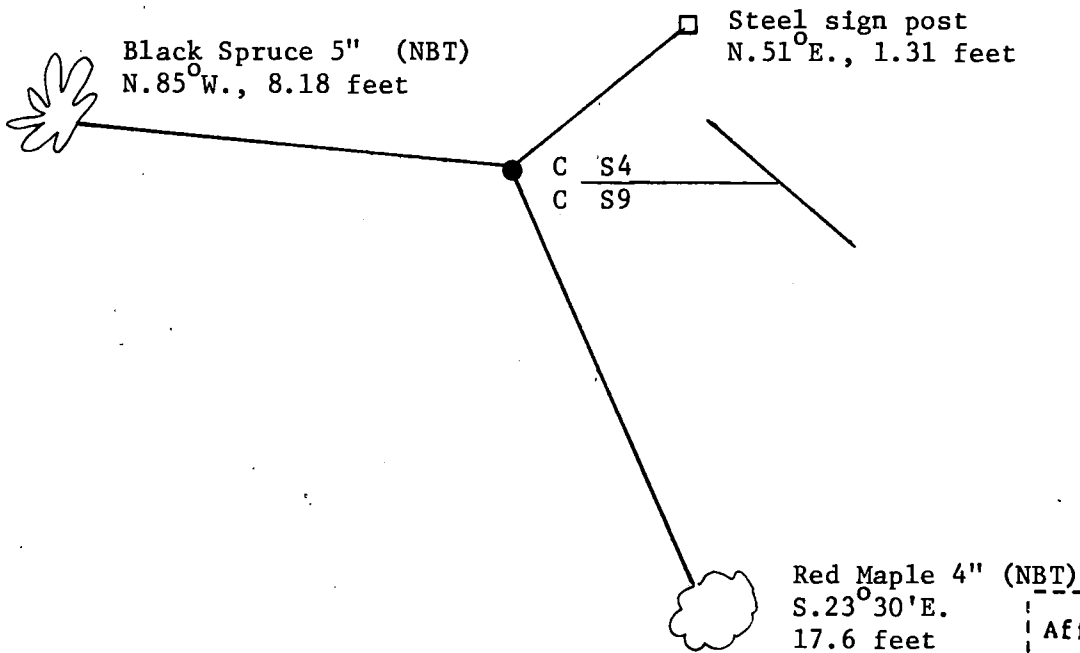 Steel sign post
N.51°E., 1.31 feet
Black Spruce 5" (NBT)
N.85°W., 8.18 feet
C S4
C S9
Red Maple 4" (NBT)
S.23°30'E.
17.6 feet